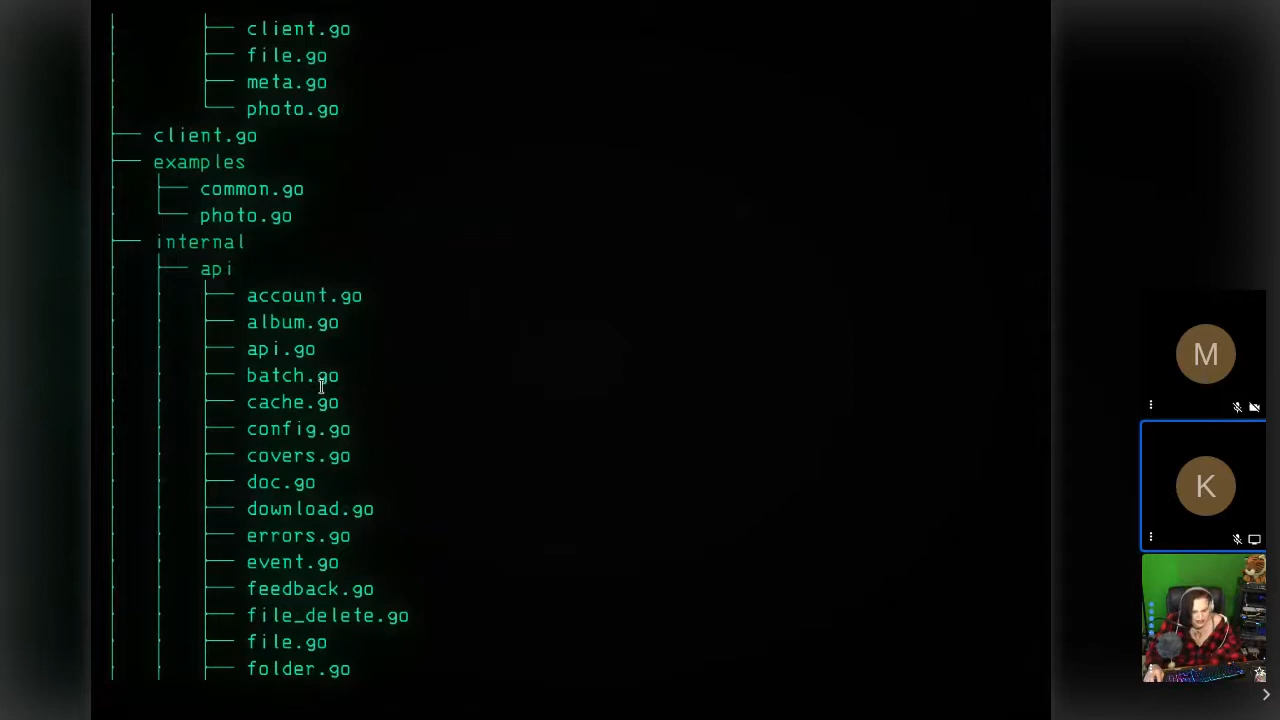 client.go
file.go
meta.go
photo.go
client.go
examples
common.go
photo.go
internal
api
account.go
album.go
api.go
batch.go
cache.go
config.go
covers.go
doc.go
download.go
errors.go
event.go
feedback.go
file_delete.go
file.go
folder.go
M
K